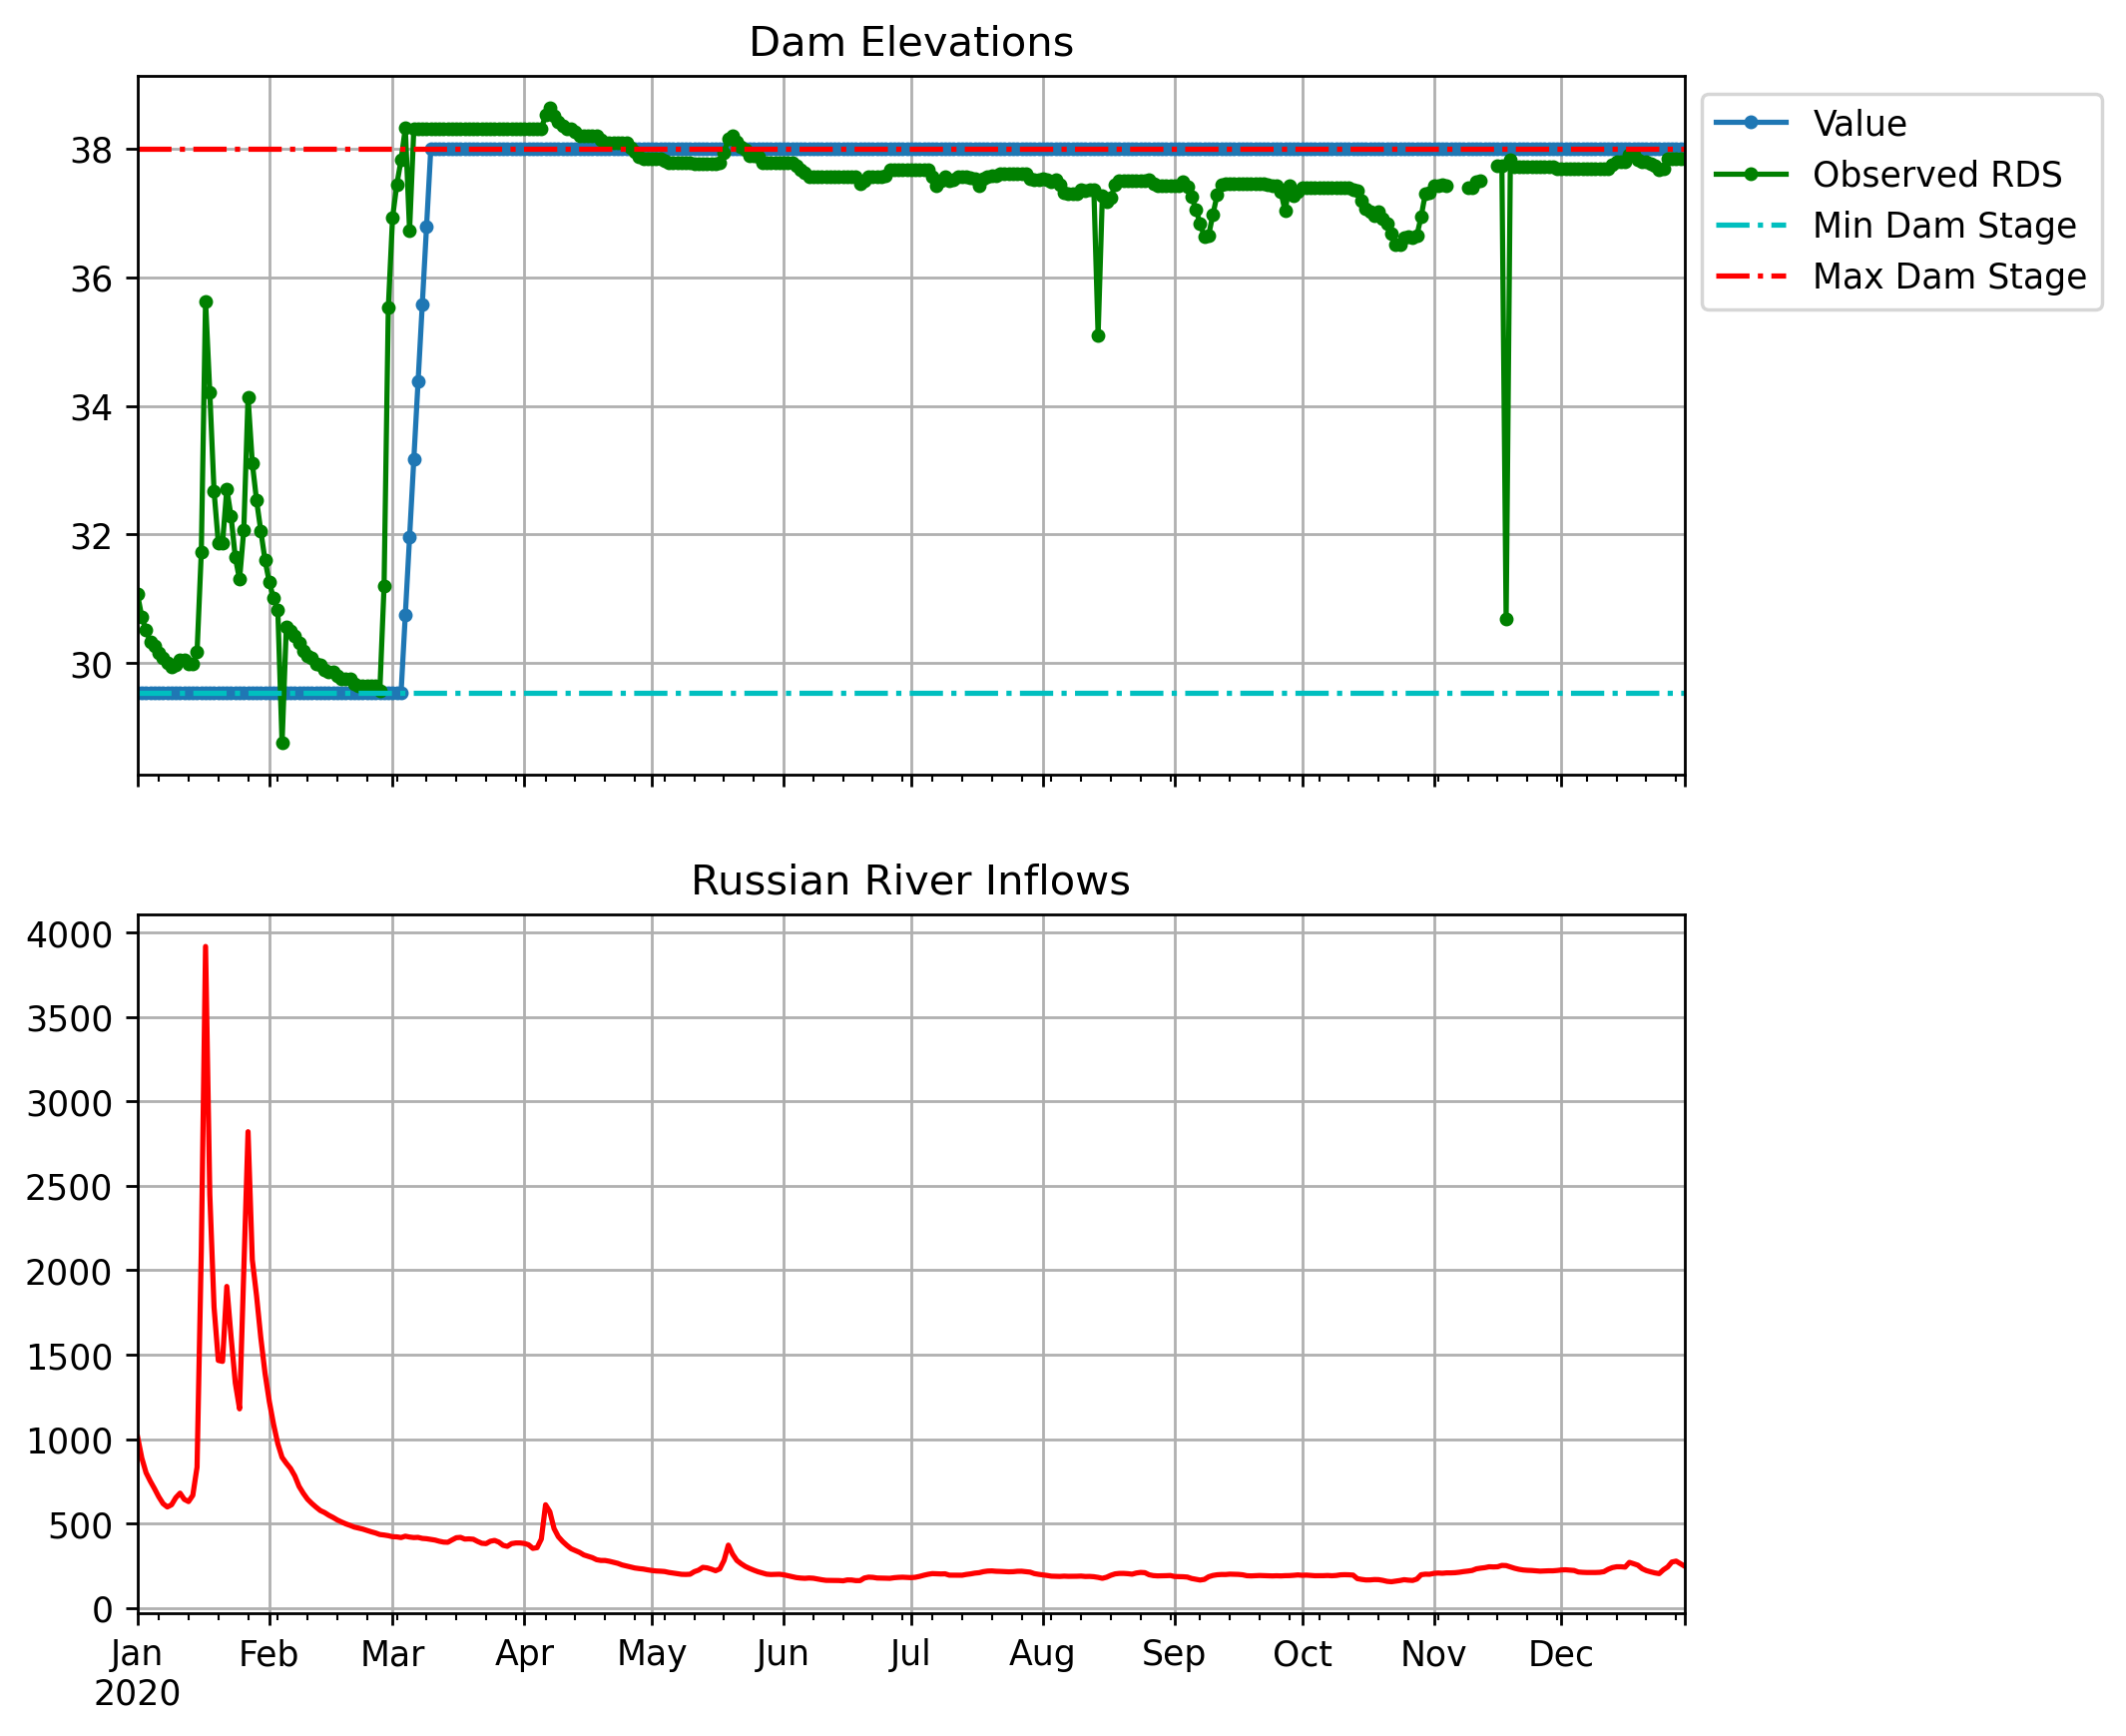 Dam Elevations
38
36
34
32
30
Value
Observed RDS
Min Dam Stage
Max Dam Stage
Russian River Inflows
4000
3500
3000
2500
2000
1500
1000
500
0
Jan Feb Mar Apr May Jun Jul Aug Sep Oct Nov Dec
2020